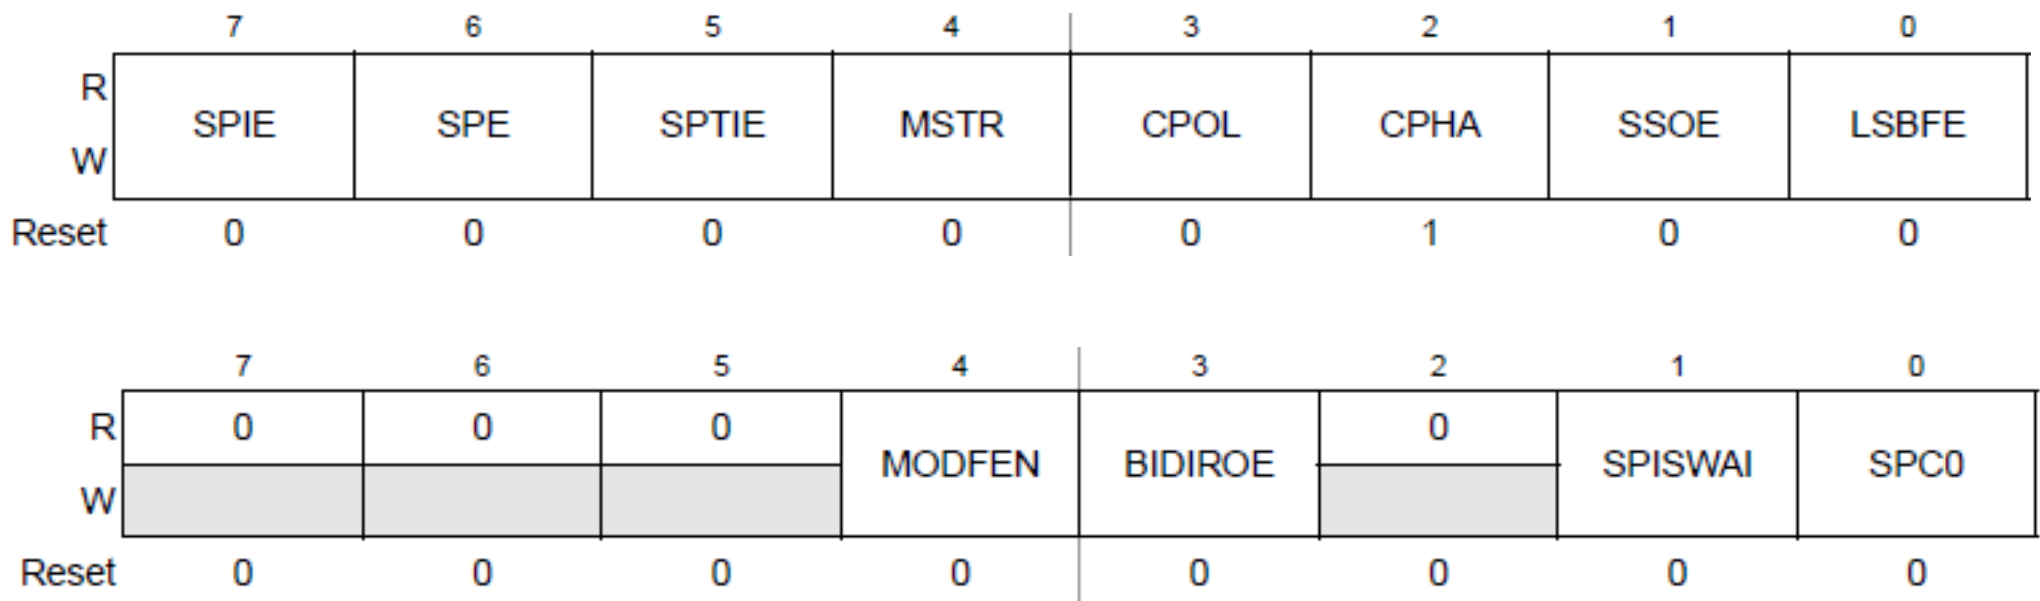 7 6 5 4 3 2 1 0
R
SPIE SPE SPTIE MSTR CPOL CPHA SSOE LSBFE
W
Reset 0 0 0 0 0 1 0 0
7 6 5 4 3 2 1 0
R 0 0 0 0
MODFEN BIDIROE SPISWAI SPC0
W
Reset 0 0 0 0 0 0 0 0